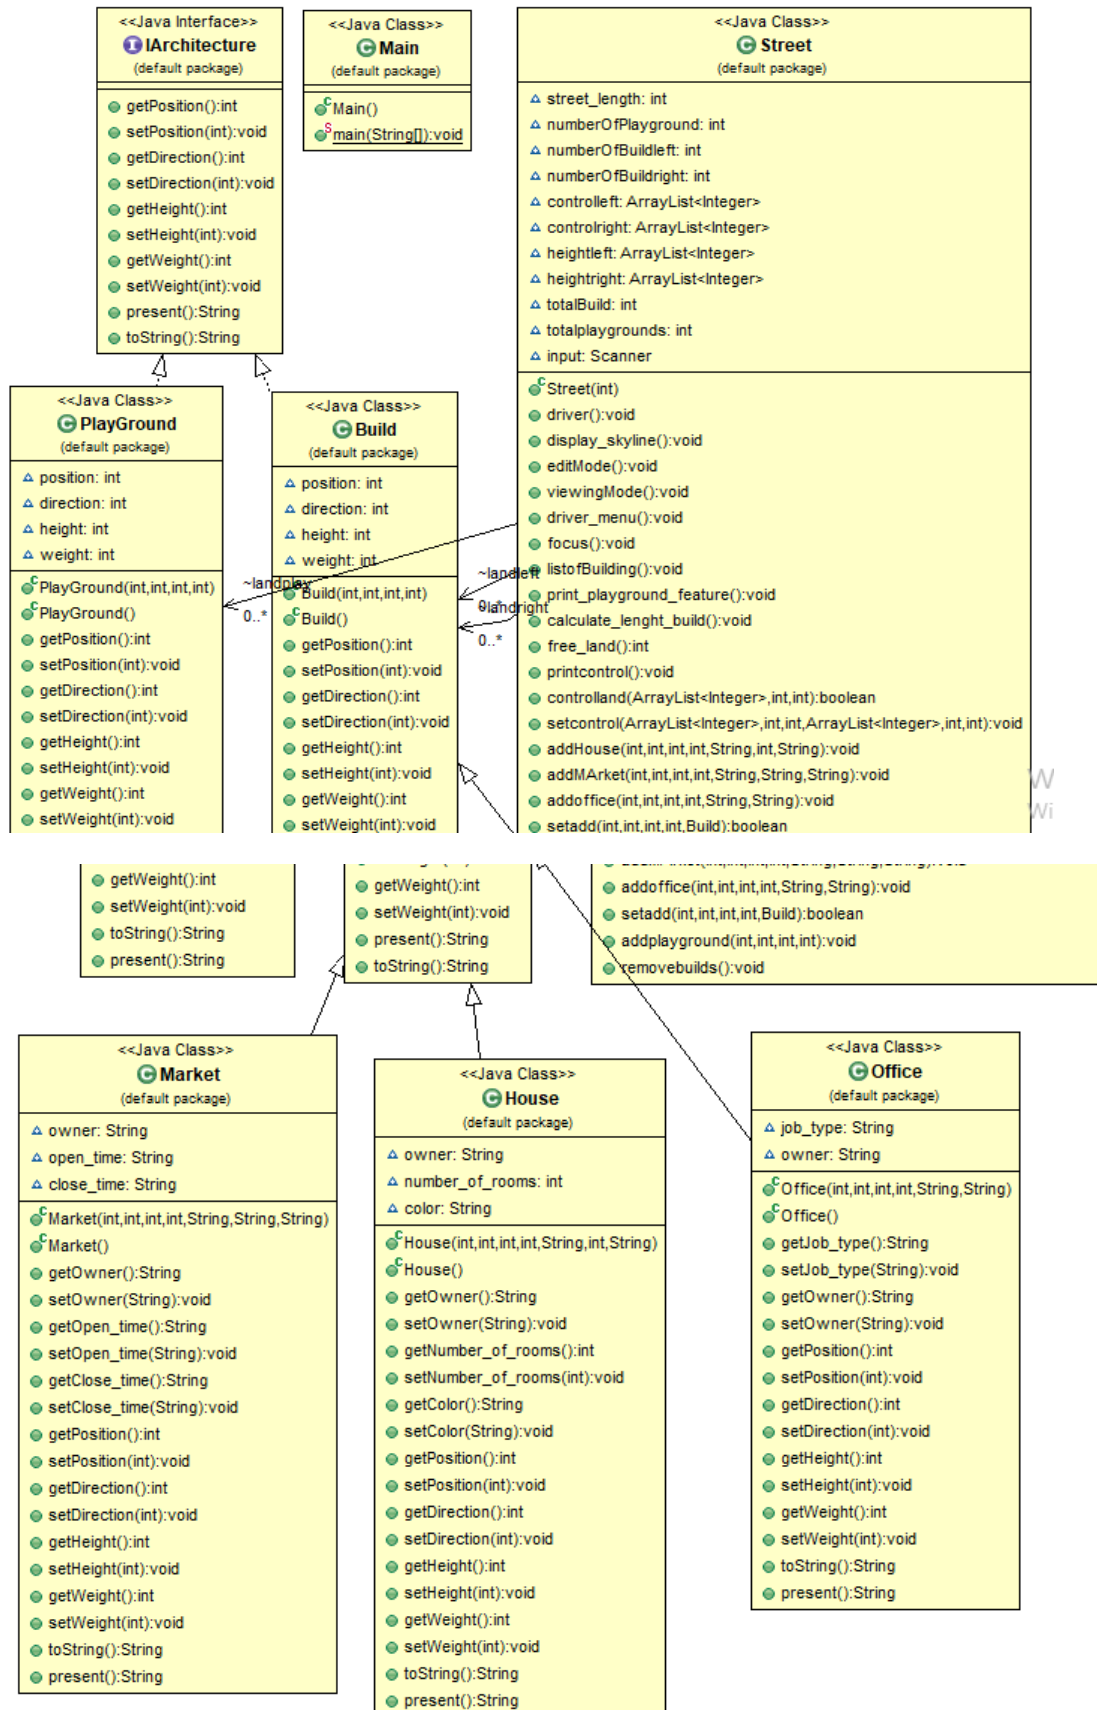 <<Java Interface>>
IArchitecture
(default package)
getPosition():int
setPosition(int):void
getDirection():int
setDirection(int):void
getHeight():int
setHeight(int):void
getWeight():int
setWeight(int):void
present():String
toString():String
<<Java Class>>
Main
(default package)
Main()
main(String[]):void
<<Java Class>>
Street
(default package)
street_length: int
numberOfPlayground: int
numberOfBuildleft: int
numberOfBuildright: int
controlleft: ArrayList<Integer>
controlright: ArrayList<Integer>
heightleft: ArrayList<Integer>
heightright: ArrayList<Integer>
totalBuild: int
totalplaygrounds: int
input: Scanner
Street(int)
driver():void
display_skyline():void
editMode():void
viewingMode():void
driver_menu():void
focus():void
listofBuilding():void
print_playground_feature():void
calculate_lenght_build():void
free_land():int
printcontrol():void
controlland(ArrayList<Integer>,int,int):boolean
setcontrol(ArrayList<Integer>,int,int,ArrayList<Integer>,int,int):void
addHouse(int,int,int,int,String,int,String):void
addMArket(int,int,int,int,String,String,String):void
addoffice(int,int,int,int,String,String):void
setadd(int,int,int,int,Build):boolean
<<Java Class>>
PlayGround
(default package)
position: int
direction: int
height: int
weight: int
PlayGround(int,int,int,int)
PlayGround()
getPosition():int
setPosition(int):void
getDirection():int
setDirection(int):void
getHeight():int
setHeight(int):void
getWeight():int
setWeight(int):void
~landplay
0..*
<<Java Class>>
Build
(default package)
position: int
direction: int
height: int
weight: int
Build(int,int,int,int)
Build()
getPosition():int
setPosition(int):void
getDirection():int
setDirection(int):void
getHeight():int
setHeight(int):void
getWeight():int
setWeight(int):void
~landleft
0..*
~landright
0..*
W
Wi
getWeight():int
setWeight(int):void
toString():String
present():String
getWeight():int
setWeight(int):void
present():String
toString():String
addoffice(int,int,int,int,String,String):void
setadd(int,int,int,int,Build):boolean
addplayground(int,int,int,int):void
removebuilds():void
<<Java Class>>
Market
(default package)
owner: String
open_time: String
close_time: String
Market(int,int,int,int,String,String,String)
Market()
getOwner():String
setOwner(String):void
getOpen_time():String
setOpen_time(String):void
getClose_time():String
setClose_time(String):void
getPosition():int
setPosition(int):void
getDirection():int
setDirection(int):void
getHeight():int
setHeight(int):void
getWeight():int
setWeight(int):void
toString():String
present():String
<<Java Class>>
House
(default package)
owner: String
number_of_rooms: int
color: String
House(int,int,int,int,String,int,String)
House()
getOwner():String
setOwner(String):void
getNumber_of_rooms():int
setNumber_of_rooms(int):void
getColor():String
setColor(String):void
getPosition():int
setPosition(int):void
getDirection():int
setDirection(int):void
getHeight():int
setHeight(int):void
getWeight():int
setWeight(int):void
toString():String
present():String
<<Java Class>>
Office
(default package)
job_type: String
owner: String
Office(int,int,int,int,String,String)
Office()
getJob_type():String
setJob_type(String):void
getOwner():String
setOwner(String):void
getPosition():int
setPosition(int):void
getDirection():int
setDirection(int):void
getHeight():int
setHeight(int):void
getWeight():int
setWeight(int):void
toString():String
present():String